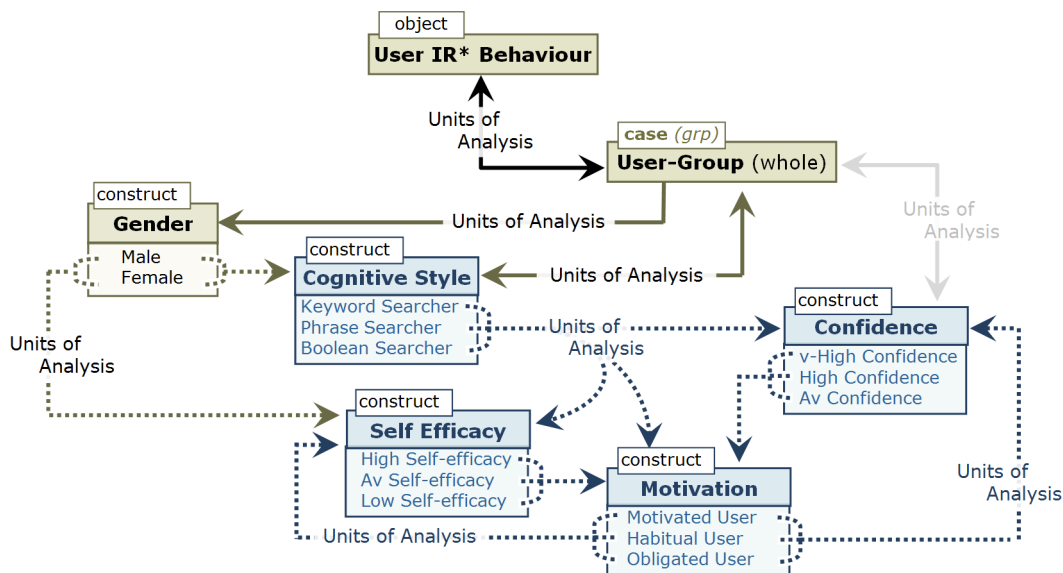 object
User IR* Behaviour
Units of
Analysis
case (grp)
User-Group (whole)
construct
Gender
Male
Female
Units of Analysis
Units of
Analysis
construct
Cognitive Style
Keyword Searcher
Phrase Searcher
Boolean Searcher
Units of Analysis
construct
Confidence
v-High Confidence
High Confidence
Av Confidence
Units of
Analysis
Units of
Analysis
construct
Self Efficacy
High Self-efficacy
Av Self-efficacy
Low Self-efficacy
construct
Motivation
Motivated User
Habitual User
Obligated User
Units of
Analysis
Units of Analysis